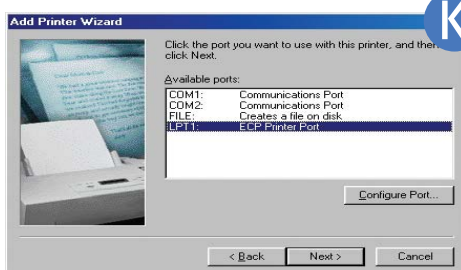 Add Printer Wizard
K
Click the port you want to use with this printer, and then
click Next.
Available ports:
COM1: Communications Port
COM2: Communications Port
FILE: Creates a file on disk
LPT1: ECP Printer Port
Configure Port...
< Back Next > Cancel